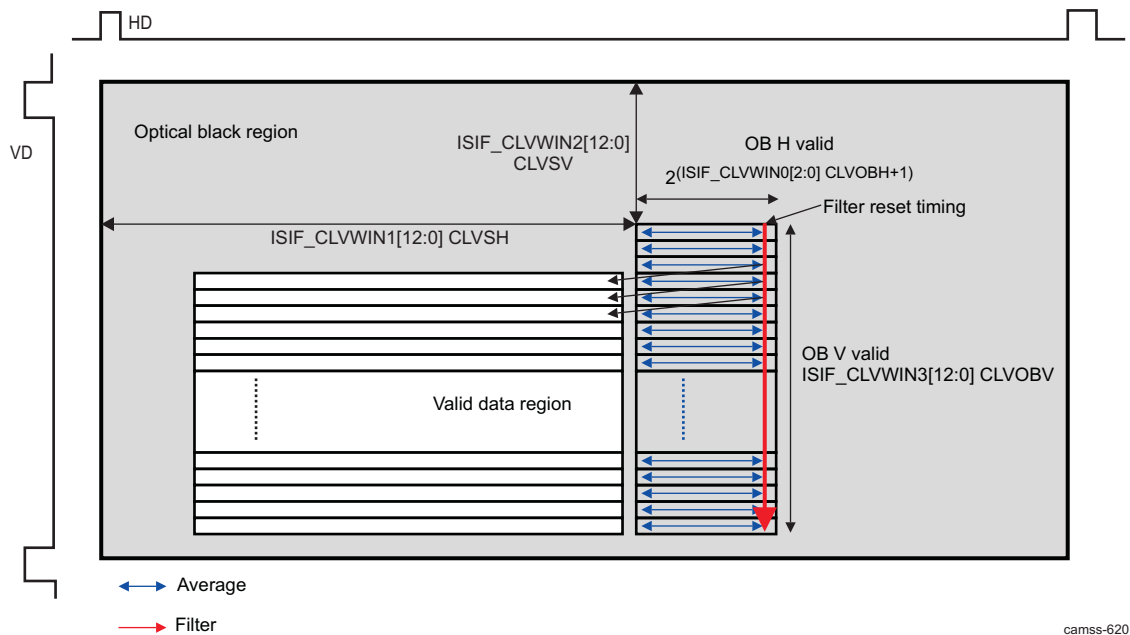 HD
VD
Optical black region
ISIF_CLVWIN2[12:0]
CLVSV
OB H valid
2(ISIF_CLVWIN0[2:0] CLVOBH+1)
Filter reset timing
ISIF_CLVWIN1[12:0] CLVSH
OB V valid
ISIF_CLVWIN3[12:0] CLVOBV
Valid data region
Average
Filter
camss-620